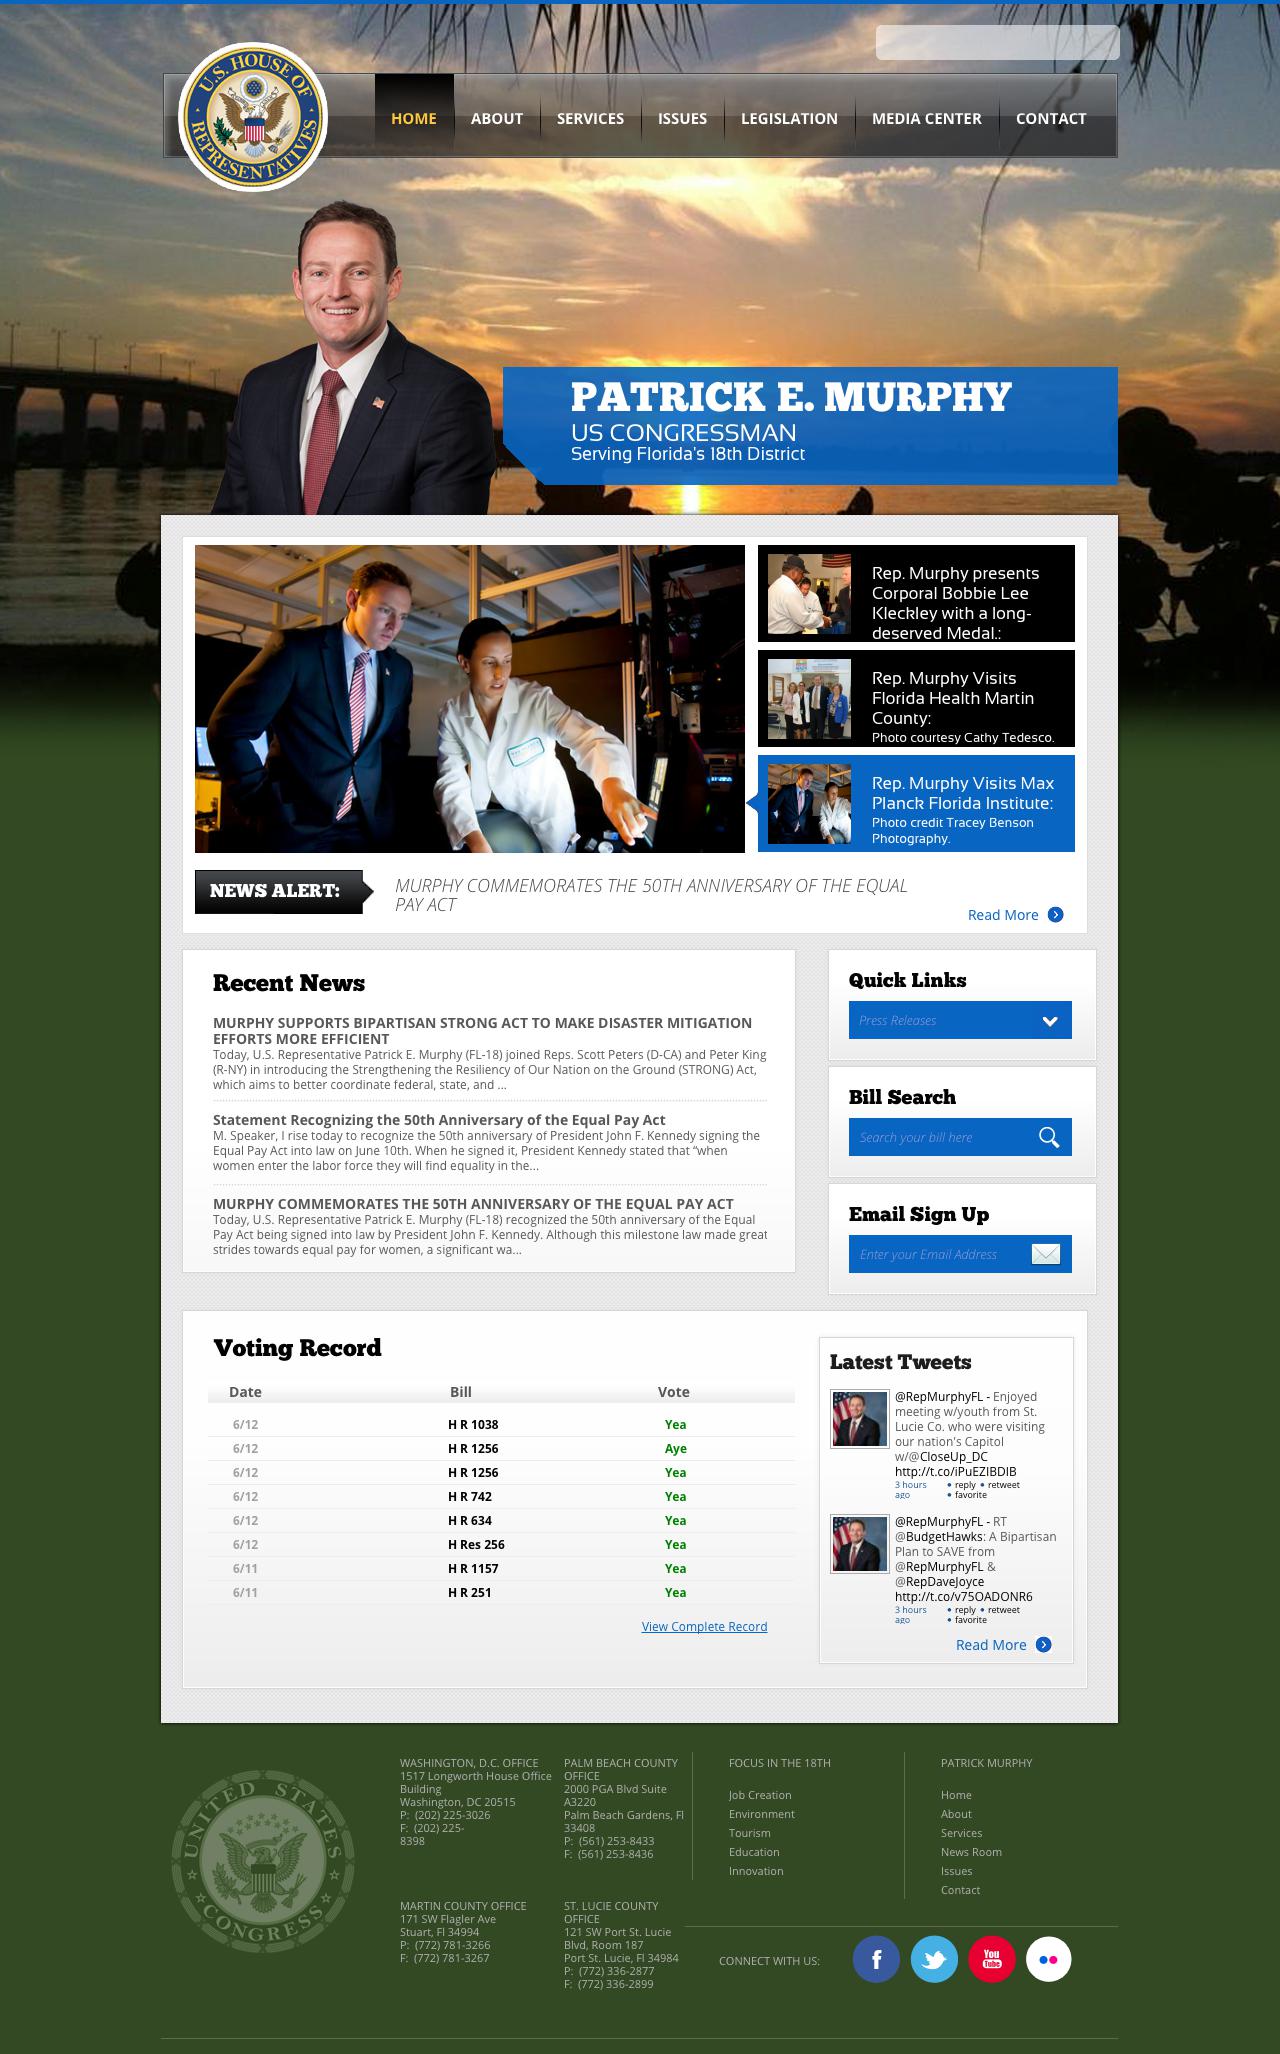 U.S. HOUSE OF REPRESENTATIVES
HOME ABOUT SERVICES ISSUES LEGISLATION MEDIA CENTER CONTACT
PATRICK E. MURPHY
US CONGRESSMAN
Serving Florida's 18th District
Rep. Murphy presents
Corporal Bobbie Lee
Kleckley with a long-
deserved Medal.:
Rep. Murphy Visits
Florida Health Martin
County:
Photo courtesy Cathy Tedesco.
Rep. Murphy Visits Max
Planck Florida Institute:
Photo credit Tracey Benson
Photography.
NEWS ALERT:
MURPHY COMMEMORATES THE 50TH ANNIVERSARY OF THE EQUAL
PAY ACT
Read More
Recent News
MURPHY SUPPORTS BIPARTISAN STRONG ACT TO MAKE DISASTER MITIGATION
EFFORTS MORE EFFICIENT
Today, U.S. Representative Patrick E. Murphy (FL-18) joined Reps. Scott Peters (D-CA) and Peter King
(R-NY) in introducing the Strengthening the Resiliency of Our Nation on the Ground (STRONG) Act,
which aims to better coordinate federal, state, and ...
Statement Recognizing the 50th Anniversary of the Equal Pay Act
M. Speaker, I rise today to recognize the 50th anniversary of President John F. Kennedy signing the
Equal Pay Act into law on June 10th. When he signed it, President Kennedy stated that “when
women enter the labor force they will find equality in the...
MURPHY COMMEMORATES THE 50TH ANNIVERSARY OF THE EQUAL PAY ACT
Today, U.S. Representative Patrick E. Murphy (FL-18) recognized the 50th anniversary of the Equal
Pay Act being signed into law by President John F. Kennedy. Although this milestone law made great
strides towards equal pay for women, a significant wa...
Quick Links
Press Releases
Bill Search
Search your bill here
Email Sign Up
Enter your Email Address
Voting Record
Date Bill Vote
6/12 H R 1038 Yea
6/12 H R 1256 Aye
6/12 H R 1256 Yea
6/12 H R 742 Yea
6/12 H R 634 Yea
6/12 H Res 256 Yea
6/11 H R 1157 Yea
6/11 H R 251 Yea
View Complete Record
Latest Tweets
@RepMurphyFL - Enjoyed
meeting w/youth from St.
Lucie Co. who were visiting
our nation's Capitol
w/@CloseUp_DC
http://t.co/iPuEZIBDIB
3 hours ago • reply • retweet
• favorite
@RepMurphyFL - RT
@BudgetHawks: A Bipartisan
Plan to SAVE from
@RepMurphyFL &
@RepDaveJoyce
http://t.co/v75OADONR6
3 hours ago • reply • retweet
• favorite
Read More
UNITED STATES CONGRESS
WASHINGTON, D.C. OFFICE
1517 Longworth House Office
Building
Washington, DC 20515
P: (202) 225-3026
F: (202) 225-
8398
PALM BEACH COUNTY
OFFICE
2000 PGA Blvd Suite
A3220
Palm Beach Gardens, Fl
33408
P: (561) 253-8433
F: (561) 253-8436
MARTIN COUNTY OFFICE
171 SW Flagler Ave
Stuart, Fl 34994
P: (772) 781-3266
F: (772) 781-3267
ST. LUCIE COUNTY
OFFICE
121 SW Port St. Lucie
Blvd, Room 187
Port St. Lucie, Fl 34984
P: (772) 336-2877
F: (772) 336-2899
FOCUS IN THE 18TH
Job Creation
Environment
Tourism
Education
Innovation
PATRICK MURPHY
Home
About
Services
News Room
Issues
Contact
CONNECT WITH US:
f
You
Tube